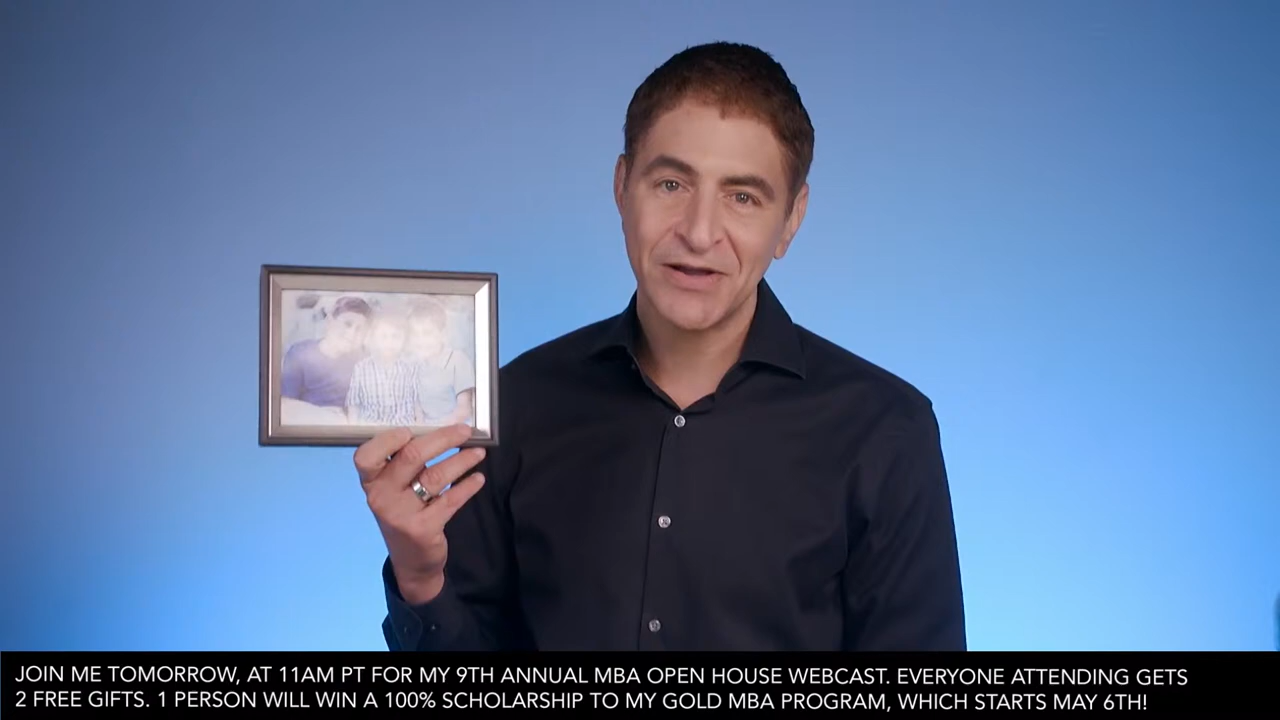 JOIN ME TOMORROW, AT 11AM PT FOR MY 9TH ANNUAL MBA OPEN HOUSE WEBCAST. EVERYONE ATTENDING GETS
2 FREE GIFTS. 1 PERSON WILL WIN A 100% SCHOLARSHIP TO MY GOLD MBA PROGRAM, WHICH STARTS MAY 6TH!